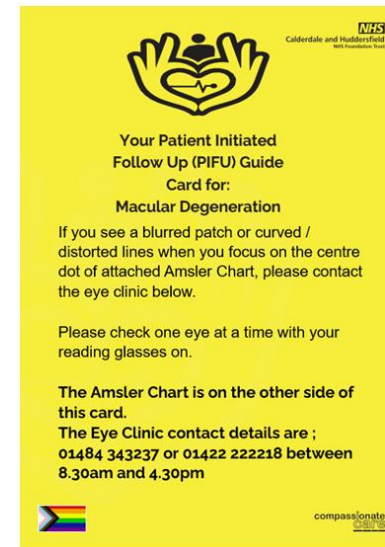 NHS
Calderdale and Huddersfield
NHS Foundation Trust
Your Patient Initiated
Follow Up (PIFU) Guide
Card for:
Macular Degeneration
If you see a blurred patch or curved /
distorted lines when you focus on the centre
dot of attached Amsler Chart, please contact
the eye clinic below.
Please check one eye at a time with your
reading glasses on.
The Amsler Chart is on the other side of
this card.
The Eye Clinic contact details are ;
01484 343237 or 01422 222218 between
8.30am and 4.30pm
compassionate
care